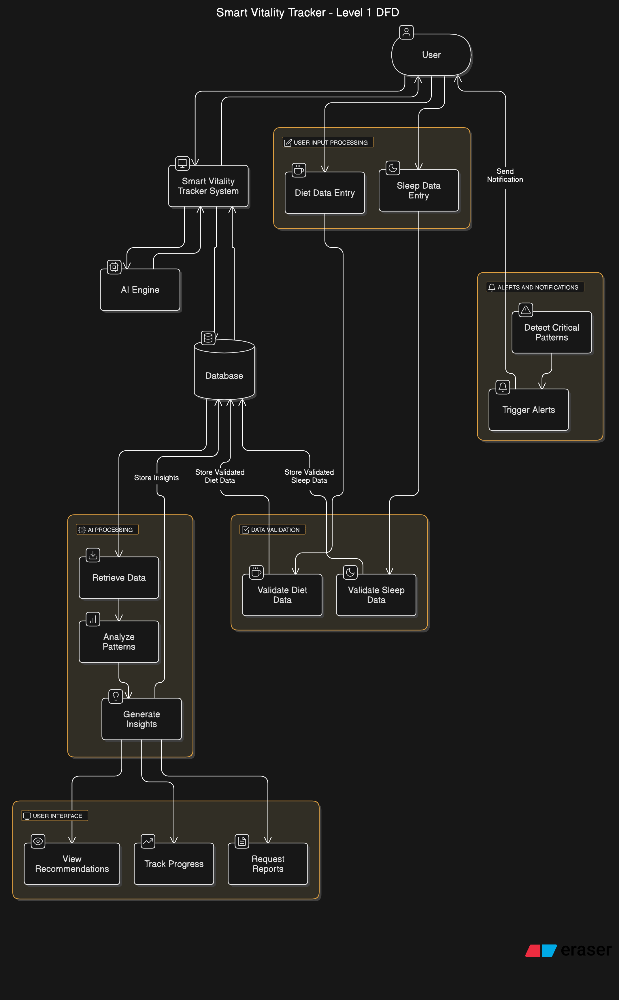 Smart Vitality Tracker - Level 1 DFD
User
USER INPUT PROCESSING
Smart Vitality
Tracker System
Diet Data Entry
Sleep Data
Entry
Send
Notification
AI Engine
ALERTS AND NOTIFICATIONS
Detect Critical
Patterns
Database
Trigger Alerts
Store Insights
Store Validated
Diet Data
Store Validated
Sleep Data
AI PROCESSING
DATA VALIDATION
Retrieve Data
Validate Diet
Data
Validate Sleep
Data
Analyze
Patterns
Generate
Insights
USER INTERFACE
View
Recommendations
Track Progress
Request
Reports
eraser